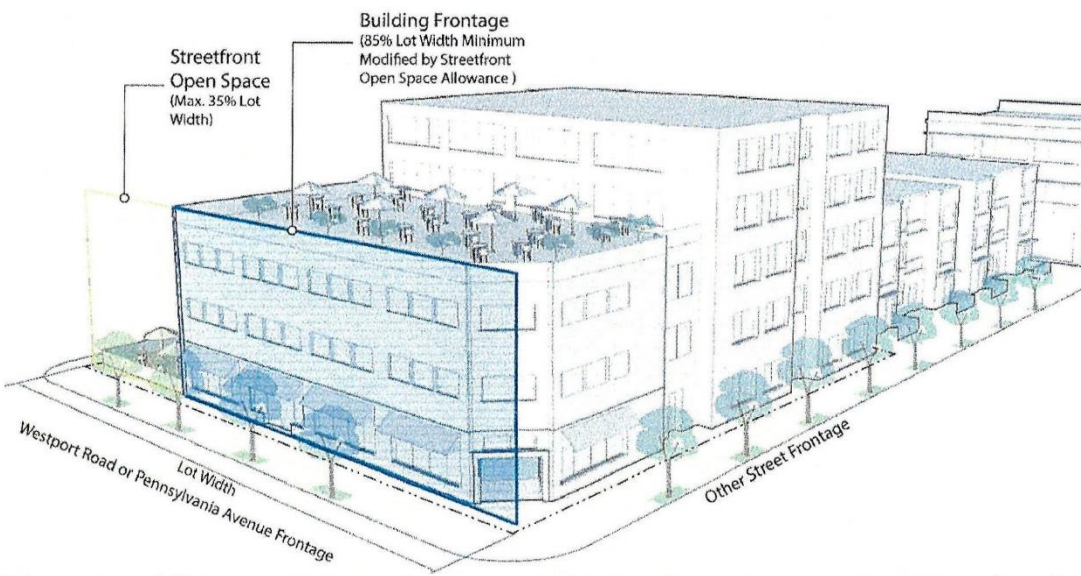 Building Frontage
(85% Lot Width Minimum
Modified by Streetfront
Open Space Allowance )
Streetfront
Open Space
(Max. 35% Lot
Width)
Westport Road or Pennsylvania Avenue Frontage
Lot Width
Other Street Frontage